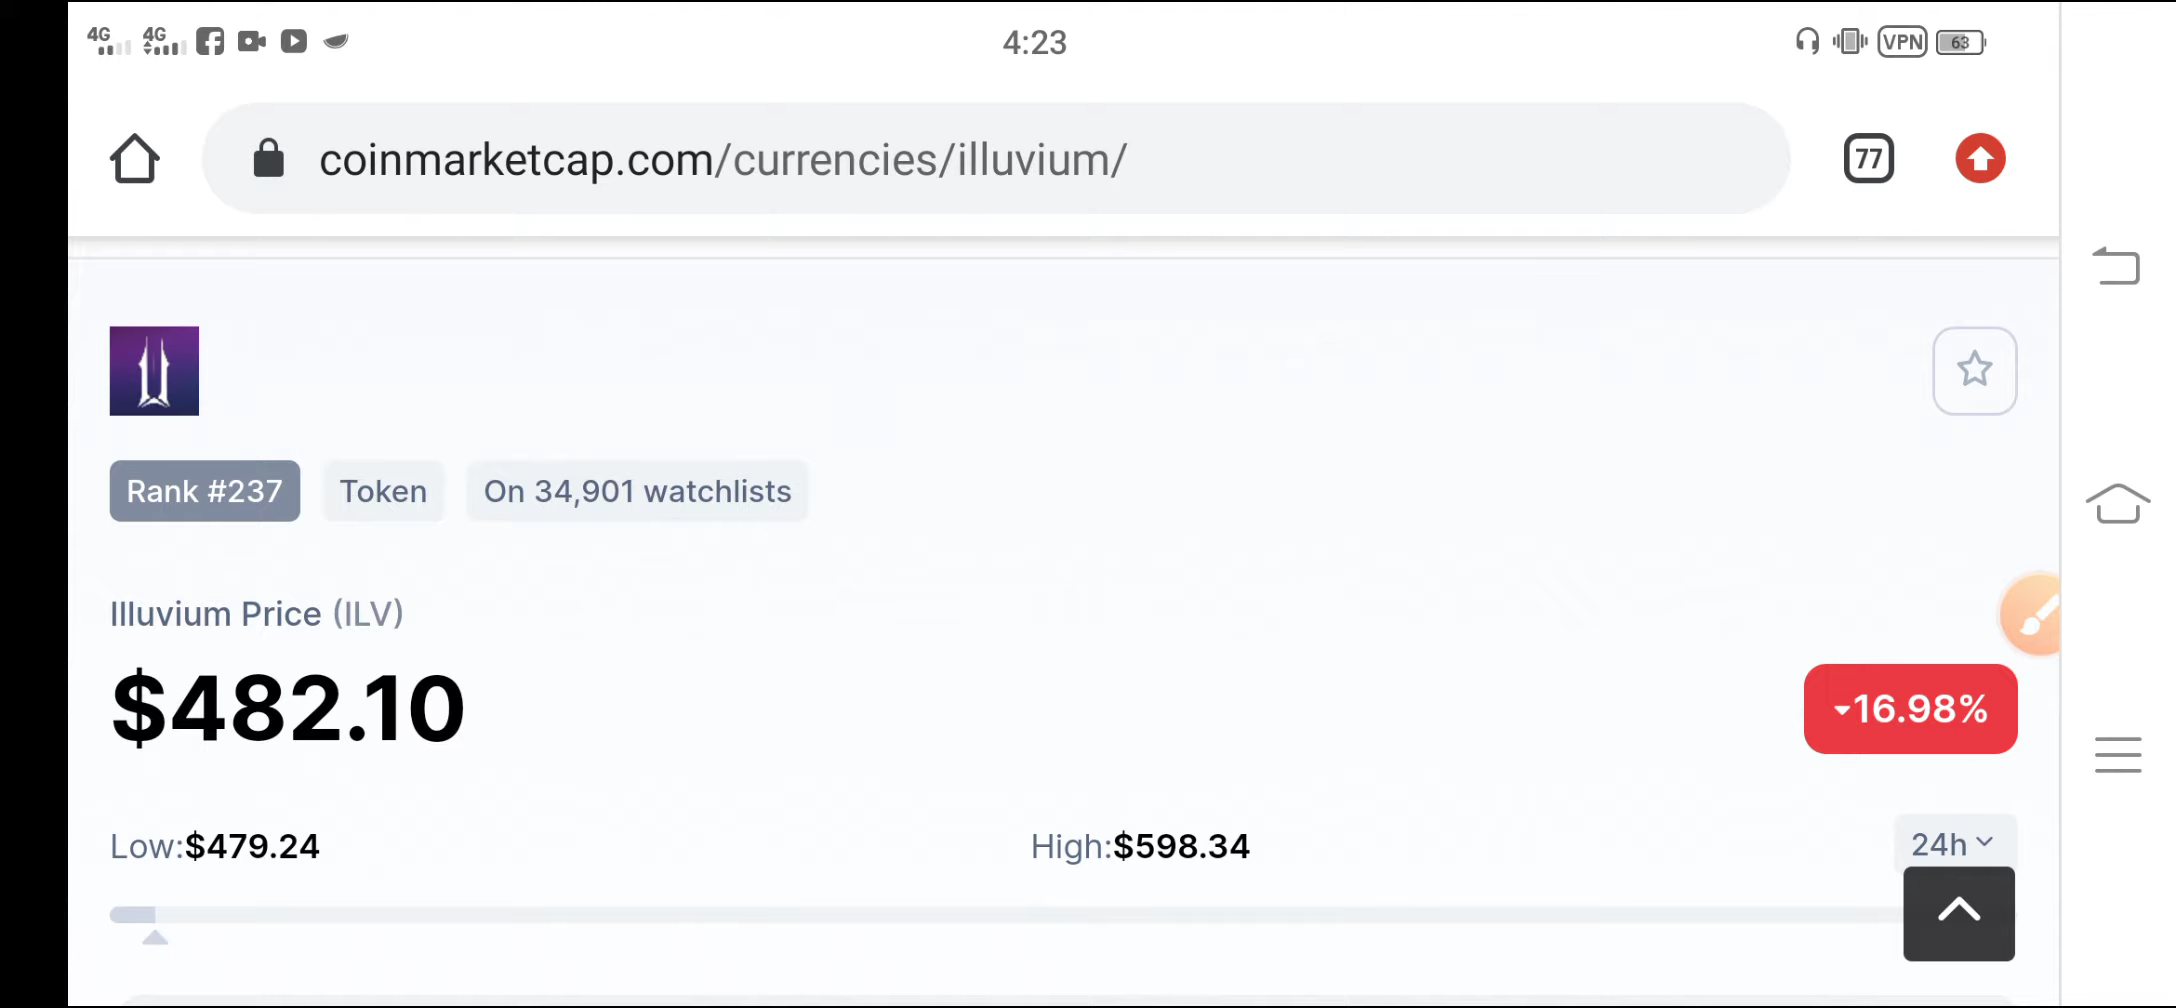 4G 4G 4:23 VPN 63
coinmarketcap.com/currencies/illuvium/ 77
Rank #237 Token On 34,901 watchlists
Illuvium Price (ILV)
$482.10 16.98%
Low:$479.24 High:$598.34 24h